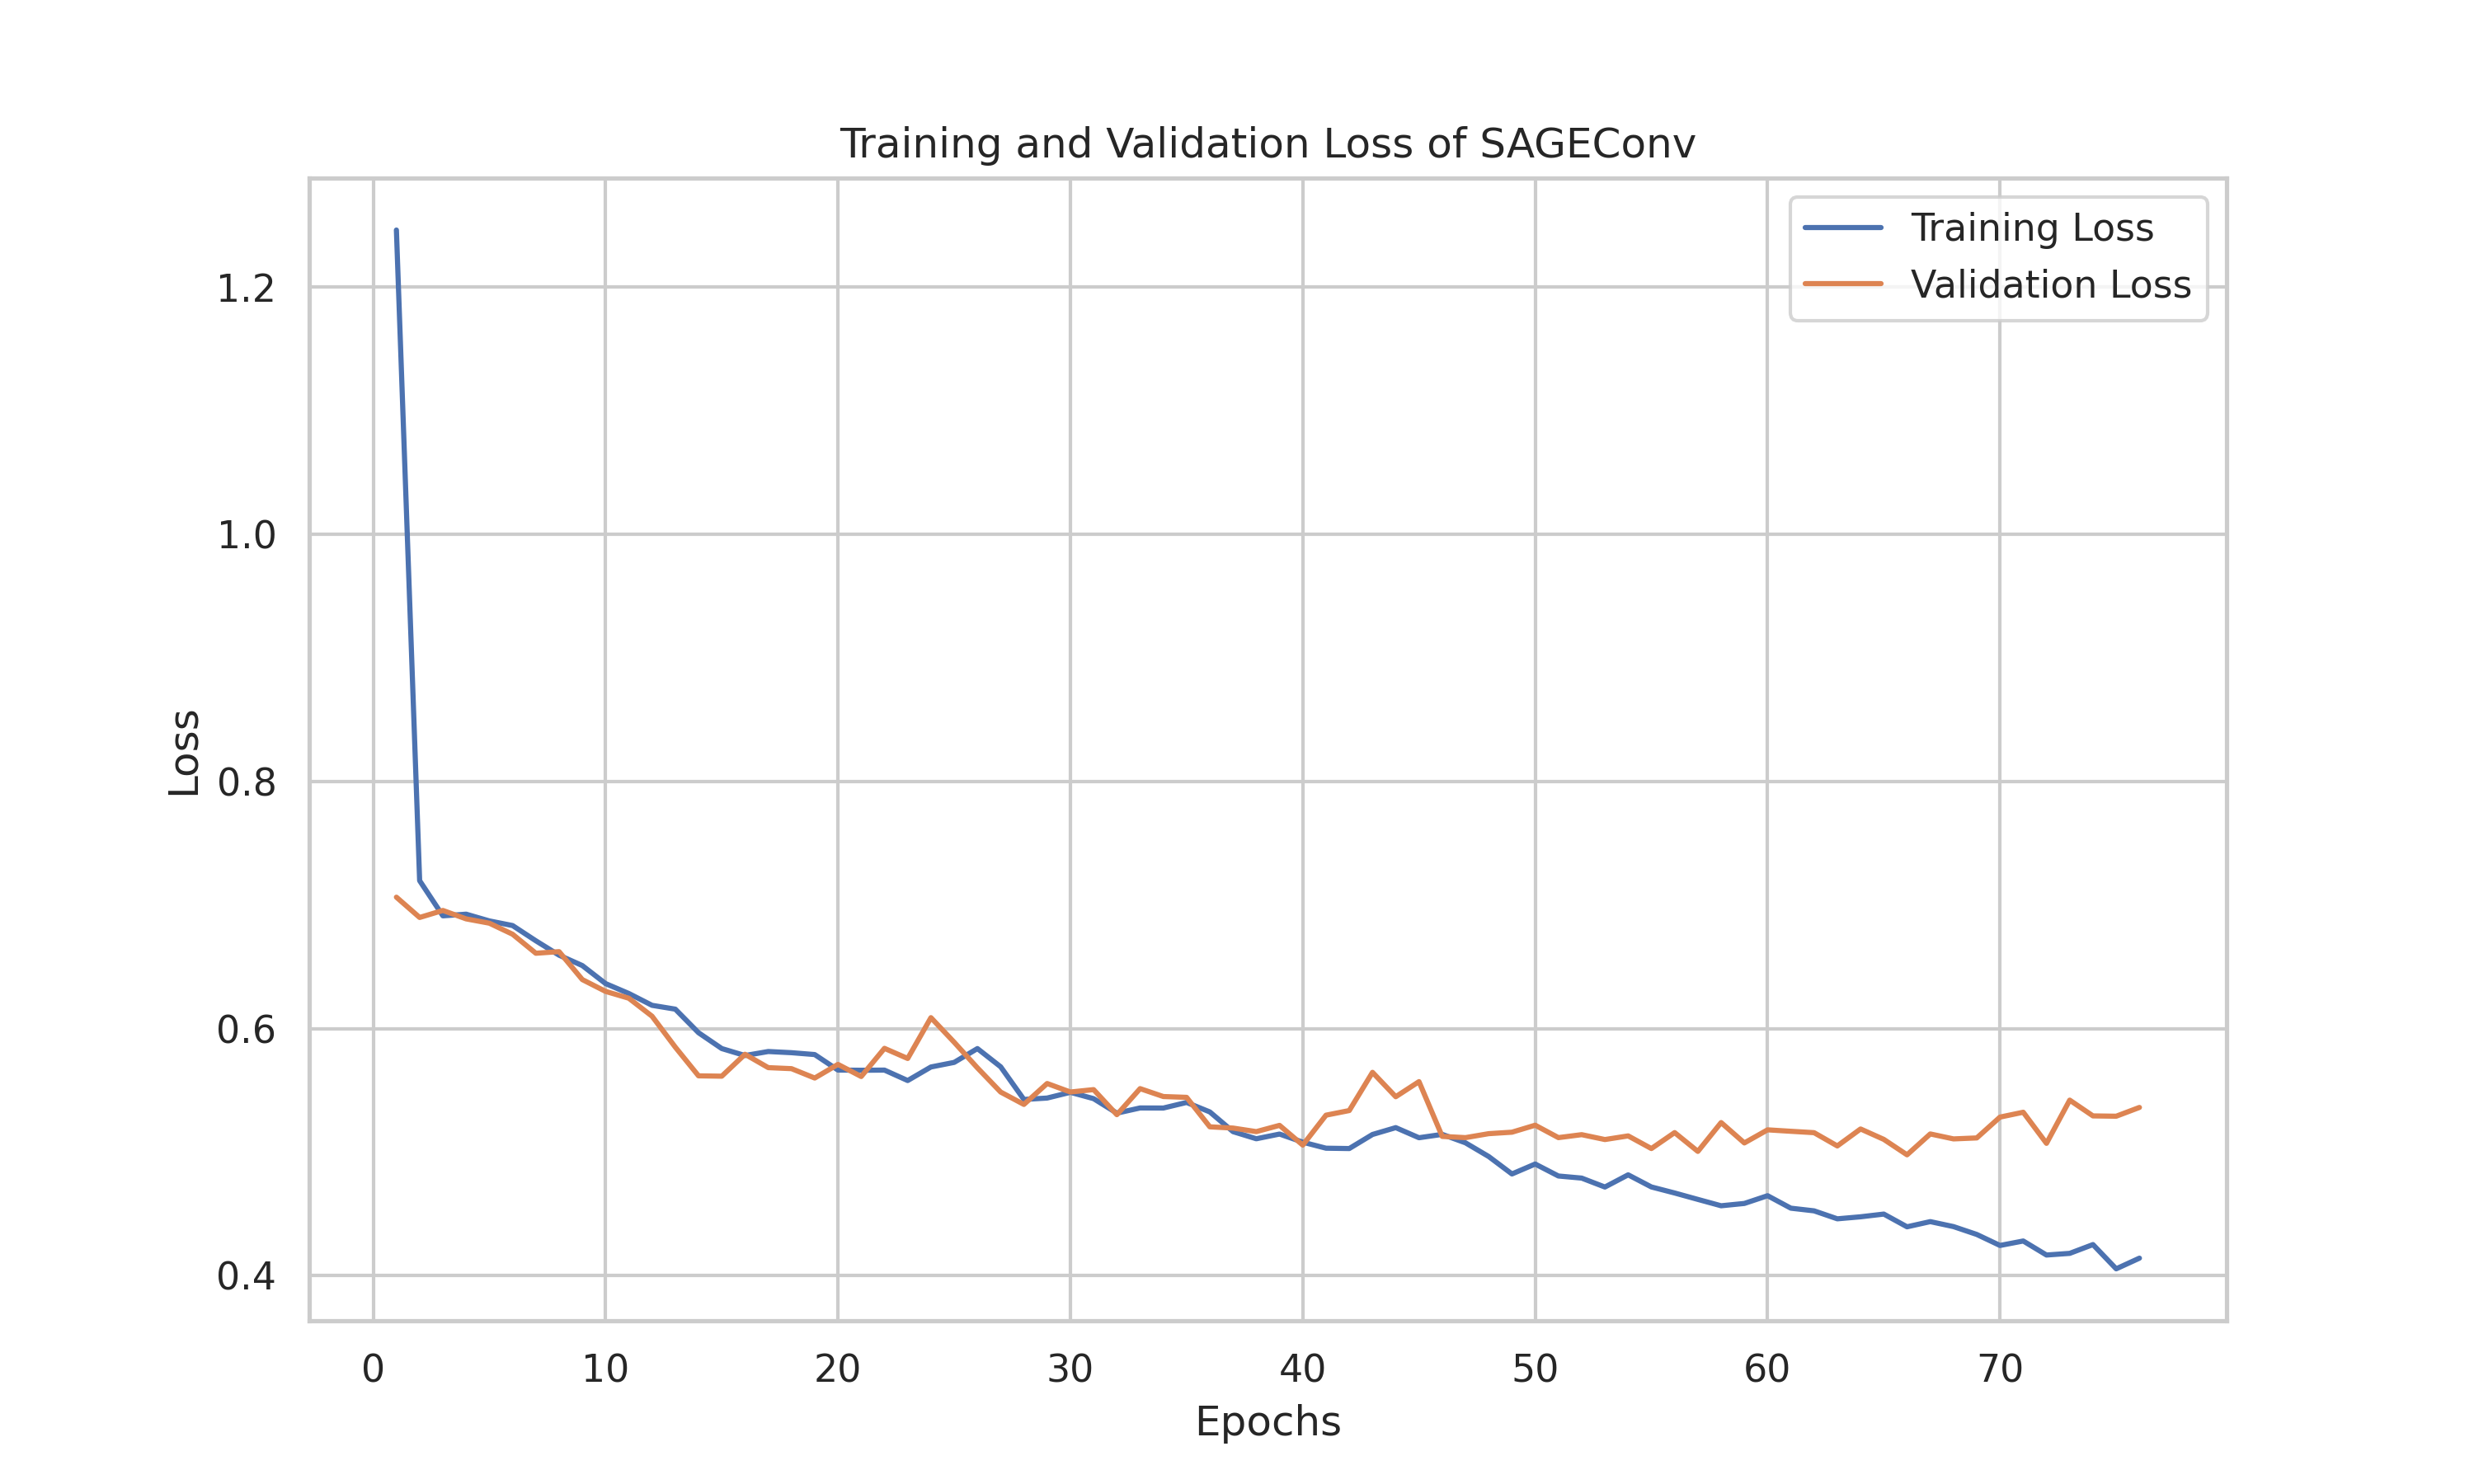 Training and Validation Loss of SAGEConv
Training Loss
Validation Loss
1.2
1.0
0.8
0.6
0.4
Loss
0 10 20 30 40 50 60 70
Epochs